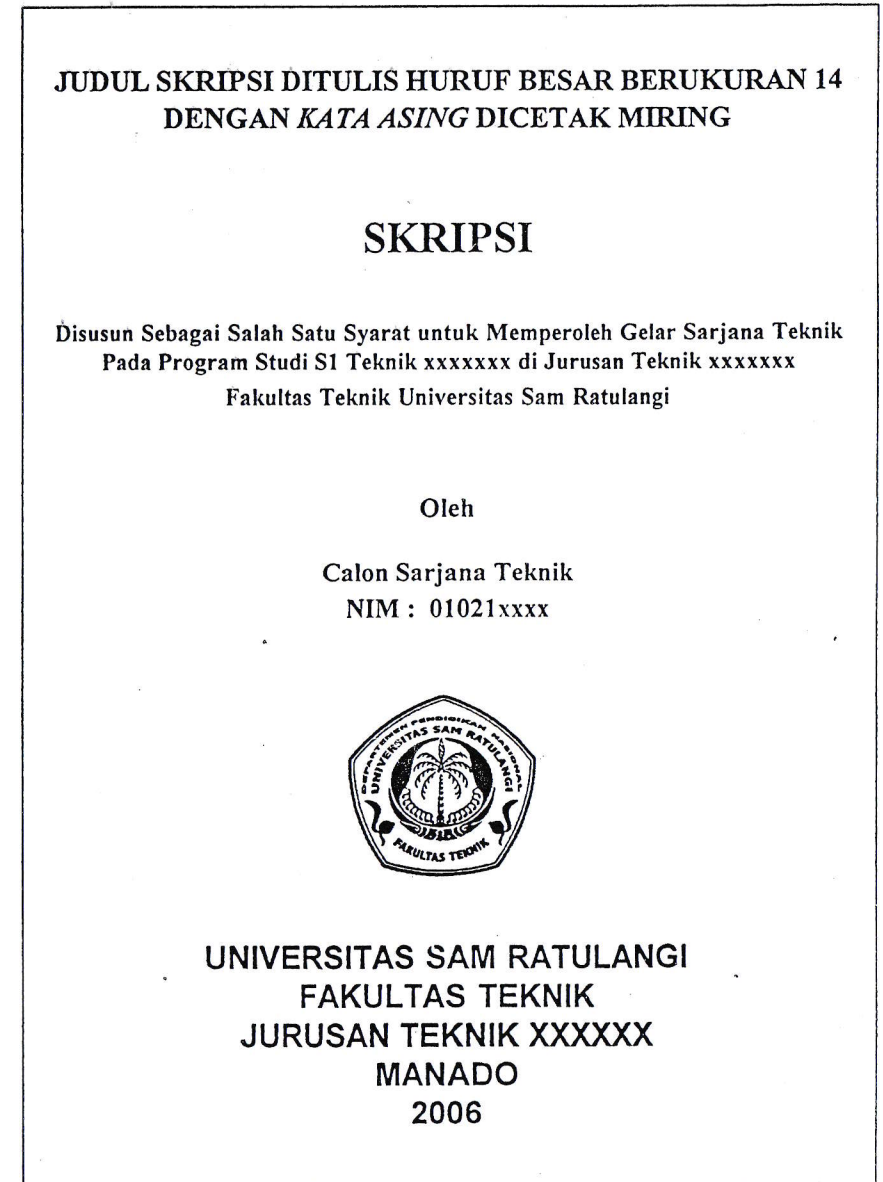 JUDUL SKRIPSI DITULIS HURUF BESAR BERUKURAN 14
DENGAN KATA ASING DICETAK MIRING
SKRIPSI
Disusun Sebagai Salah Satu Syarat untuk Memperoleh Gelar Sarjana Teknik
Pada Program Studi S1 Teknik xxxxxxx di Jurusan Teknik xxxxxxx
Fakultas Teknik Universitas Sam Ratulangi
Oleh
Calon Sarjana Teknik
NIM : 01021xxxx
DEPARTEMEN PENDIDIKAN NASIONAL
UNIVERSITAS SAM RATULANGI
FAKULTAS TEKNIK
UNIVERSITAS SAM RATULANGI
FAKULTAS TEKNIK
JURUSAN TEKNIK XXXXXX
MANADO
2006